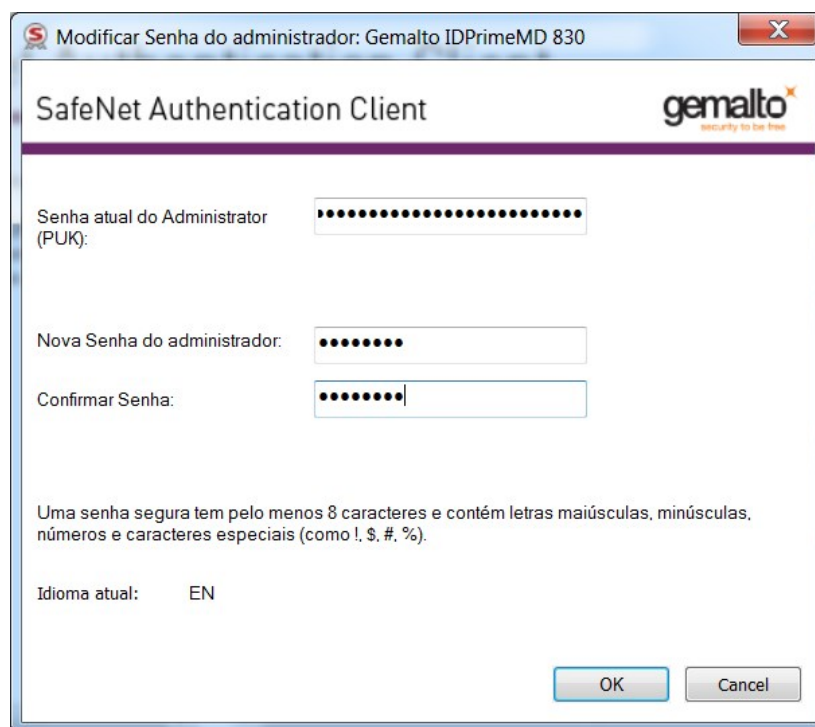 Modificar Senha do administrador: Gemalto IDPrimeMD 830
SafeNet Authentication Client
gemalto
security to be free
Senha atual do Administrator
(PUK):
Nova Senha do administrador:
Confirmar Senha:
Uma senha segura tem pelo menos 8 caracteres e contém letras maiúsculas, minúsculas,
números e caracteres especiais (como !, $, #, %).
Idioma atual: EN
OK Cancel